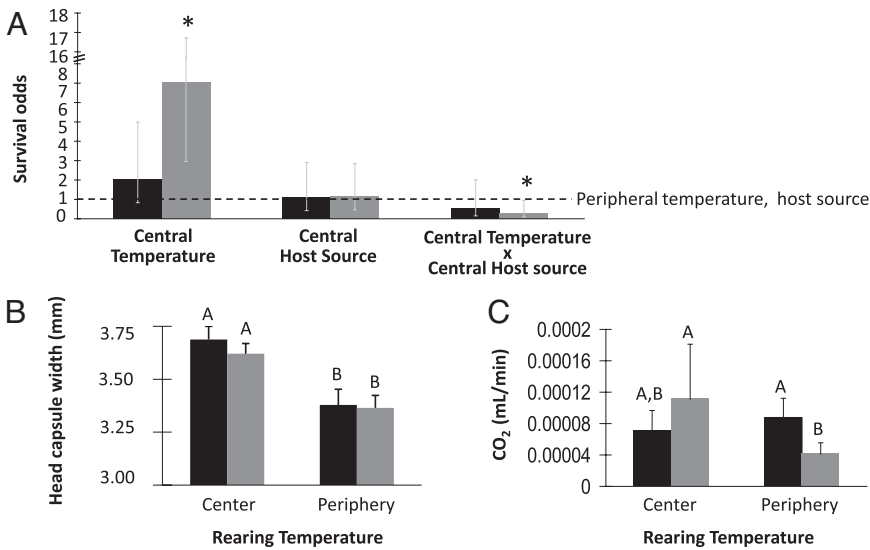 A
18
17
16
8
7
6
5
4
3
2
1
0
Survival odds
*
*
Peripheral temperature, host source
Central
Temperature
Central
Host Source
Central Temperature
x
Central Host source
B
Head capsule width (mm)
3.75
3.50
3.25
3.00
A
A
B
B
Center
Periphery
Rearing Temperature
C
CO₂ (mL/min)
0.0002
0.00016
0.00012
0.00008
0.00004
0
A,B
A
A
B
Center
Periphery
Rearing Temperature